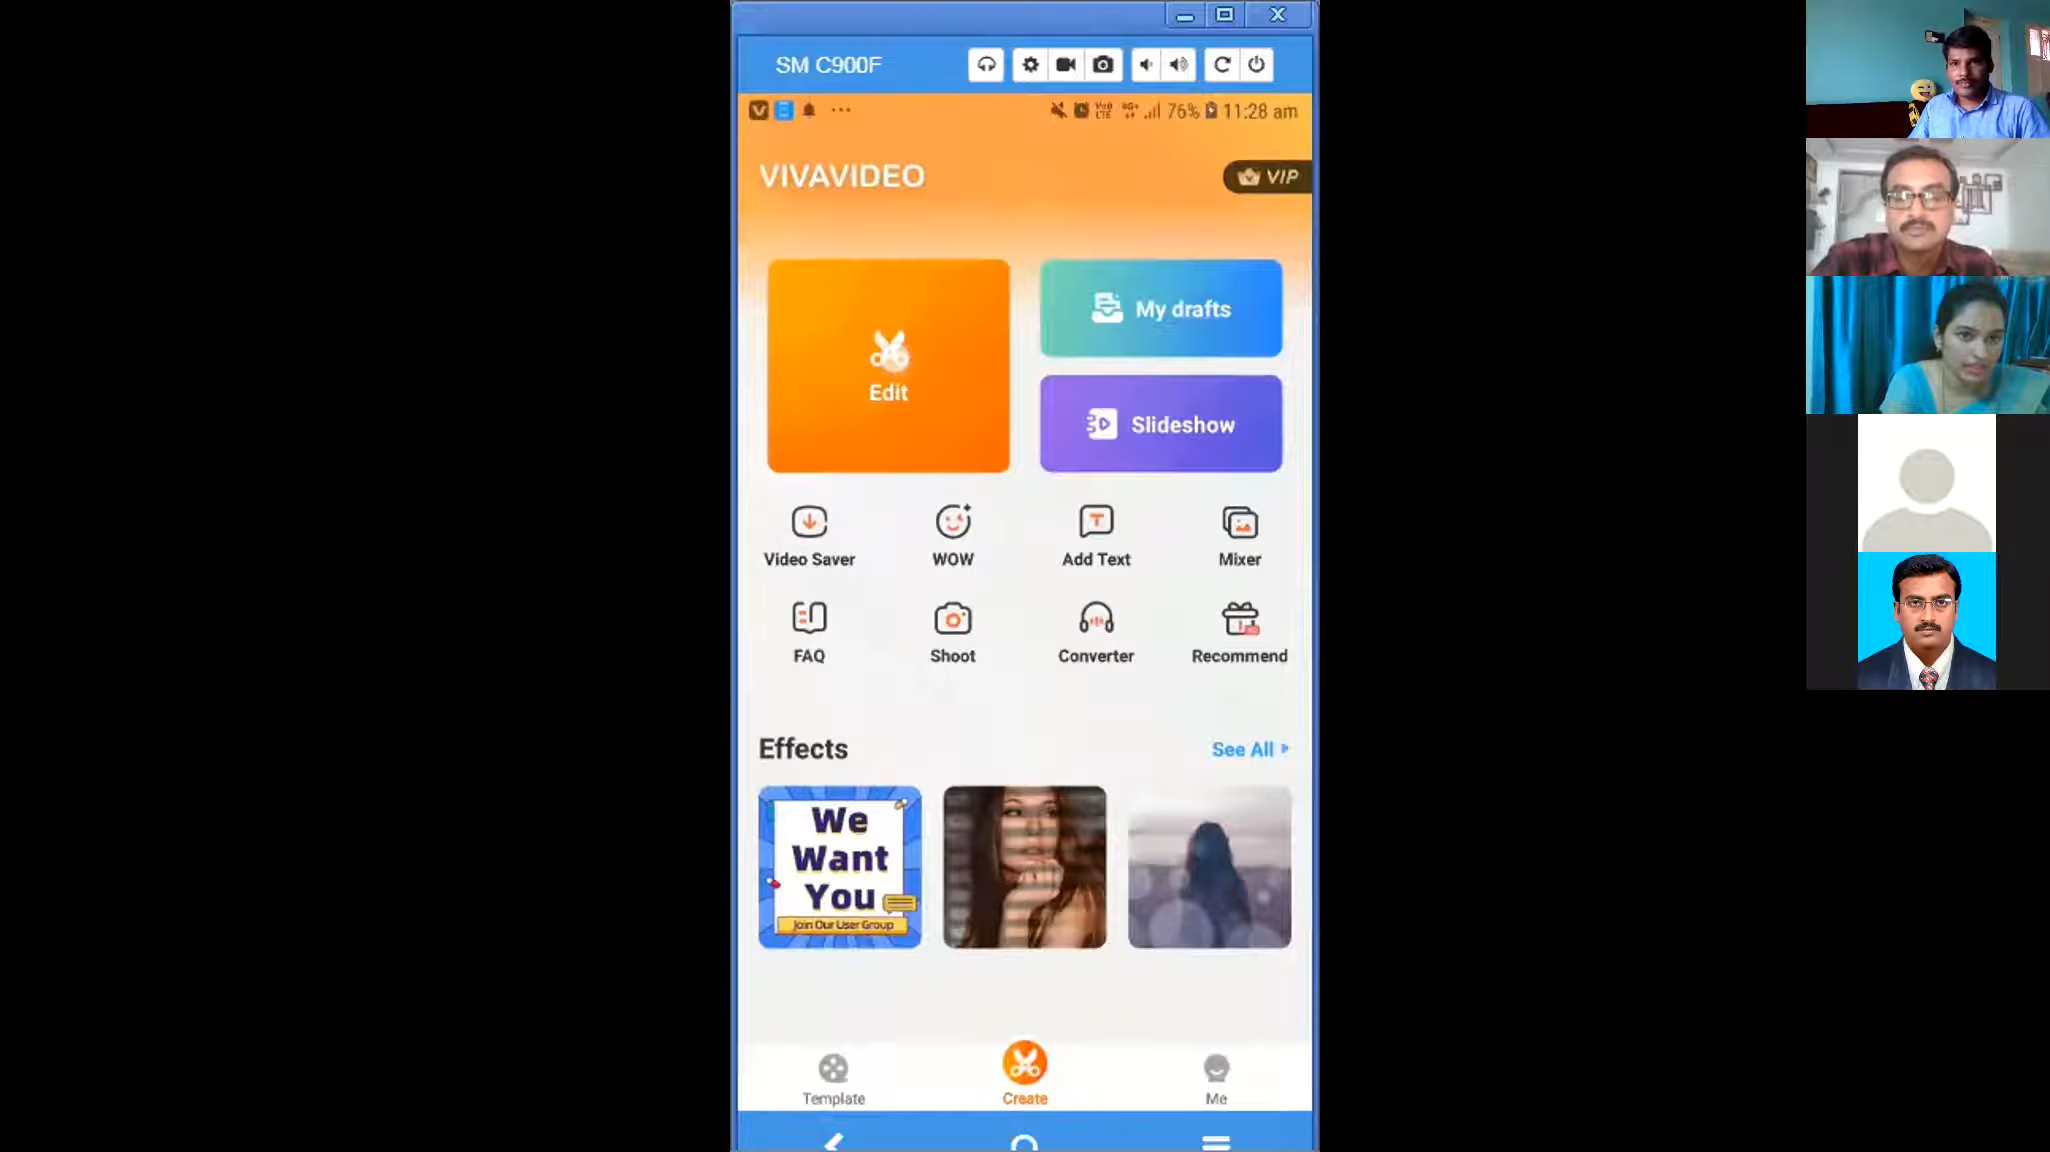 SM C900F
76% 11:28 am
VIVAVIDEO
VIP
Edit
My drafts
Slideshow
Video Saver
WOW
Add Text
Mixer
FAQ
Shoot
Converter
Recommend
Effects
See All
We
Want
You
Join Our User Group
Template
Create
Me